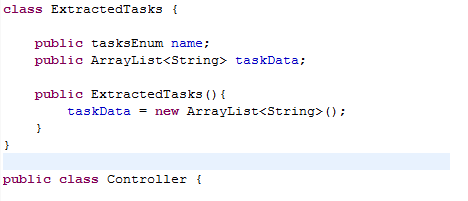 class ExtractedTasks {
public tasksEnum name;
public ArrayList<String> taskData;
public ExtractedTasks(){
taskData = new ArrayList<String>();
}
}
public class Controller {